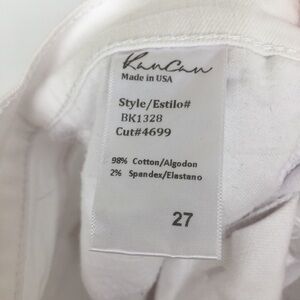 KanCan
Made in USA
Style/Estilo#
BK1328
Cut#4699
98% Cotton/Algodon
2% Spandex/Elastano
27